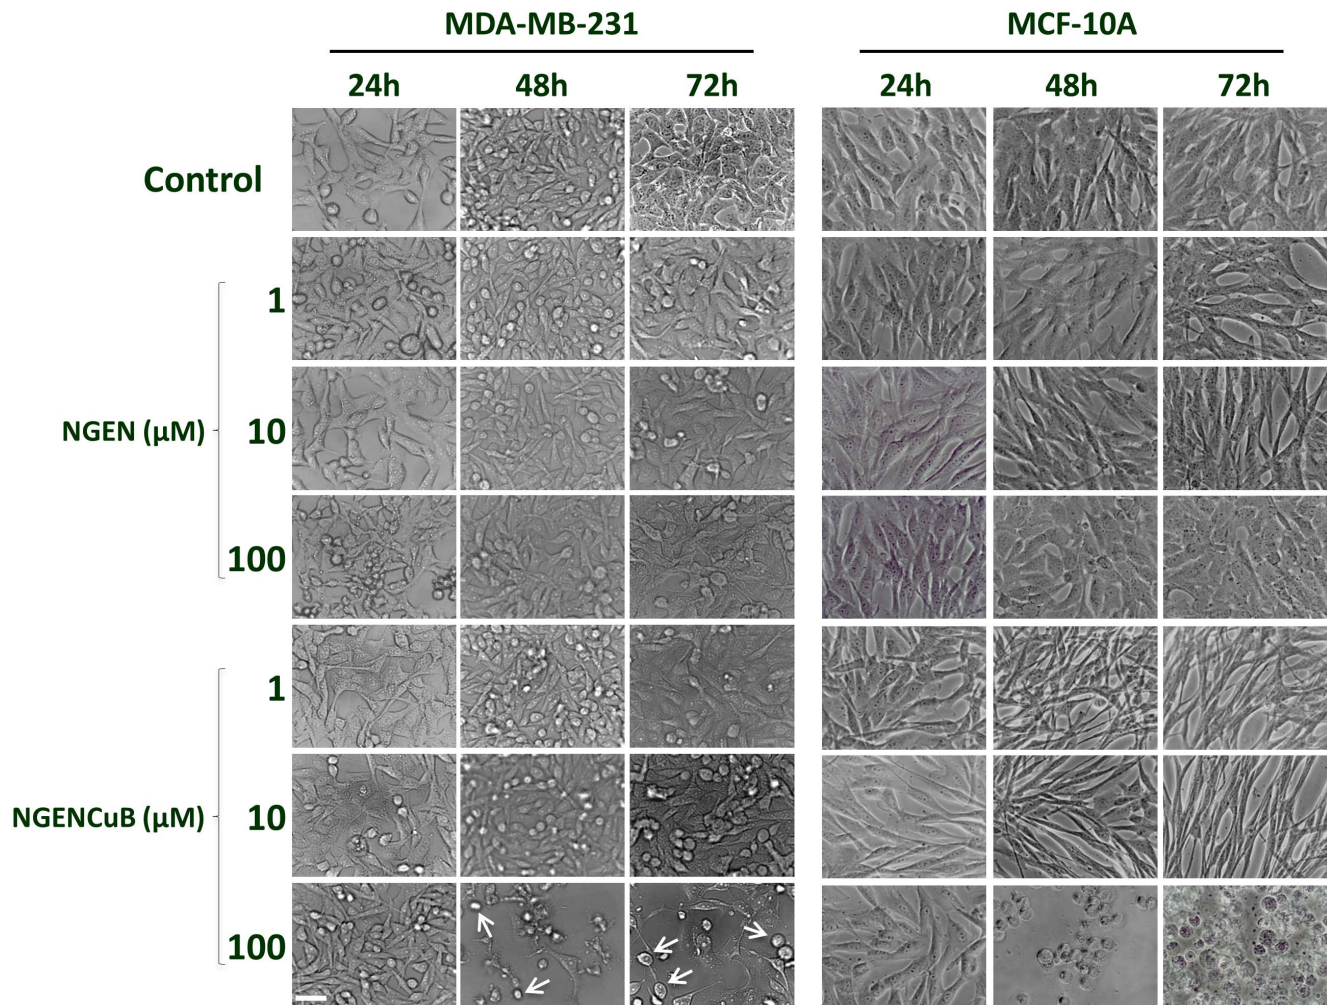 MDA-MB-231 MCF-10A
24h 48h 72h 24h 48h 72h
Control
1
NGEN (μM) 10
100
1
NGENCuB (μM) 10
100